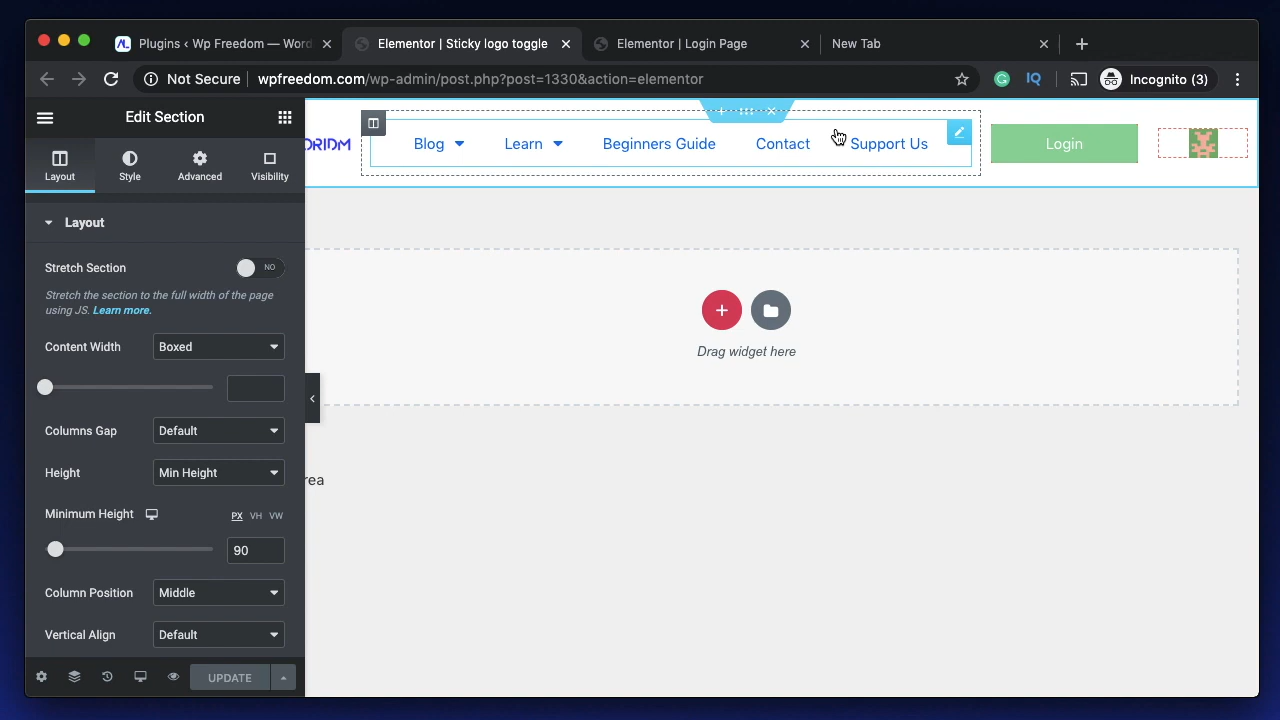 Plugins ‹ Wp Freedom — Word
Elementor | Sticky logo toggle
Elementor | Login Page
New Tab
Not Secure
wpfreedom.com/wp-admin/post.php?post=1330&action=elementor
IQ
Incognito (3)
Edit Section
Layout
Style
Advanced
Visibility
ORIDM
Blog
Learn
Beginners Guide
Contact
Support Us
Login
Layout
Stretch Section
NO
Stretch the section to the full width of the page
using JS. Learn more.
Content Width
Boxed
Columns Gap
Default
Height
Min Height
Minimum Height
PX VH VW
90
Column Position
Middle
Vertical Align
Default
UPDATE
Drag widget here
rea